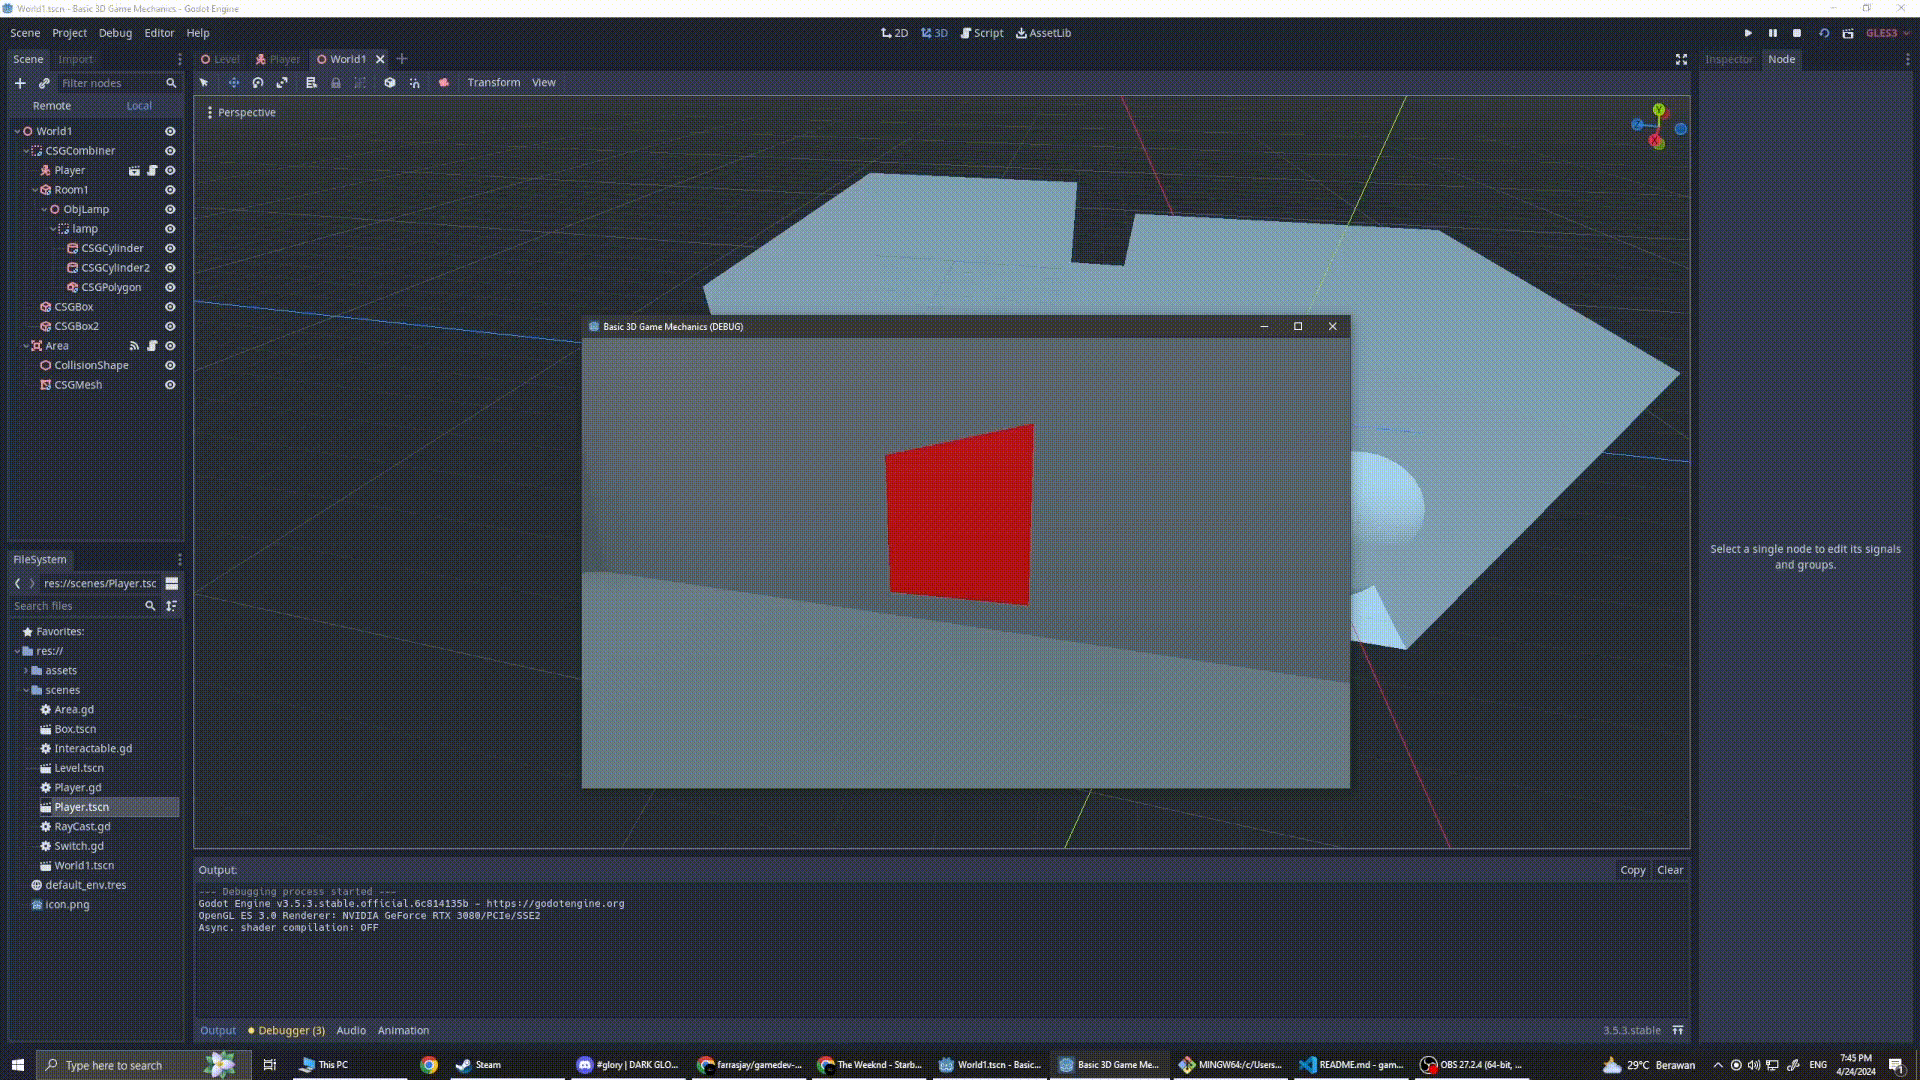 World1.tscn - Basic 3D Game Mechanics - Godot Engine
Scene Project Debug Editor Help
2D 3D Script AssetLib
GLES3
Scene Import
Level Player World1
Inspector Node
Filter nodes
Transform View
Remote Local
Perspective
Y
Z
X
World1
CSGCombiner
Player
Room1
ObjLamp
lamp
CSGCylinder
CSGCylinder2
CSGPolygon
CSGBox
CSGBox2
Area
CollisionShape
CSGMesh
Basic 3D Game Mechanics (DEBUG)
Select a single node to edit its signals
and groups.
FileSystem
res://scenes/Player.tsc
Search files
Favorites:
res://
assets
scenes
Area.gd
Box.tscn
Interactable.gd
Level.tscn
Player.gd
Player.tscn
RayCast.gd
Switch.gd
World1.tscn
default_env.tres
icon.png
Output:
Copy Clear
--- Debugging process started ---
Godot Engine v3.5.3.stable.official.6c814135b - https://godotengine.org
OpenGL ES 3.0 Renderer: NVIDIA GeForce RTX 3080/PCIe/SSE2
Async. shader compilation: OFF
Output Debugger (3) Audio Animation
3.5.3.stable
Type here to search
This PC
Steam
#glory | DARK GLO...
farrasjay/gamedev-...
The Weeknd - Starb...
World1.tscn - Basic...
Basic 3D Game Me...
MINGW64:/c/Users...
README.md - gam...
OBS 27.2.4 (64-bit, ...
29°C Berawan
ENG
7:45 PM
4/24/2024